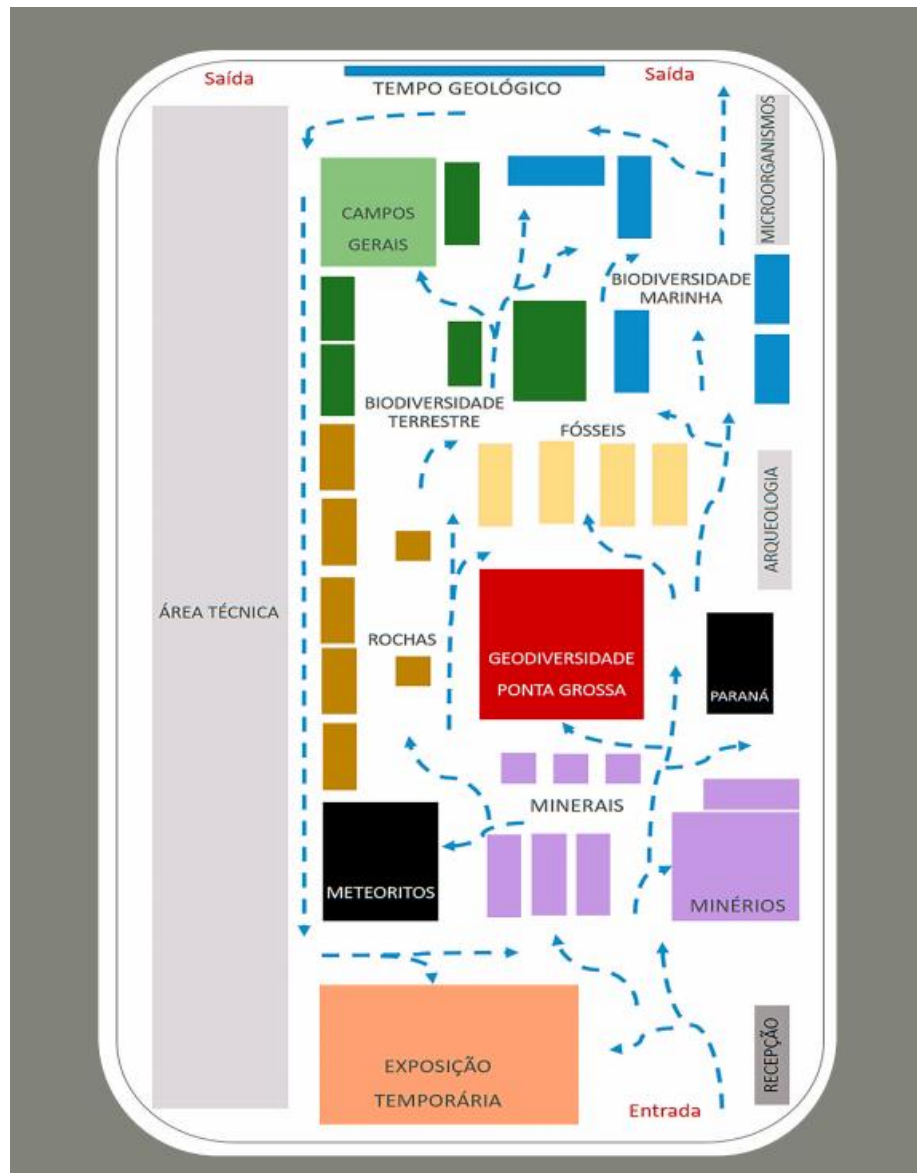 Saída
Saída
TEMPO GEOLÓGICO
MICROORGANISMOS
CAMPOS
GERAIS
BIODIVERSIDADE
MARINHA
BIODIVERSIDADE
TERRESTRE
FÓSSEIS
ARQUEOLOGIA
ÁREA TÉCNICA
ROCHAS
GEODIVERSIDADE
PONTA GROSSA
PARANÁ
MINERAIS
METEORITOS
MINÉRIOS
RECEPÇÃO
EXPOSIÇÃO
TEMPORÁRIA
Entrada